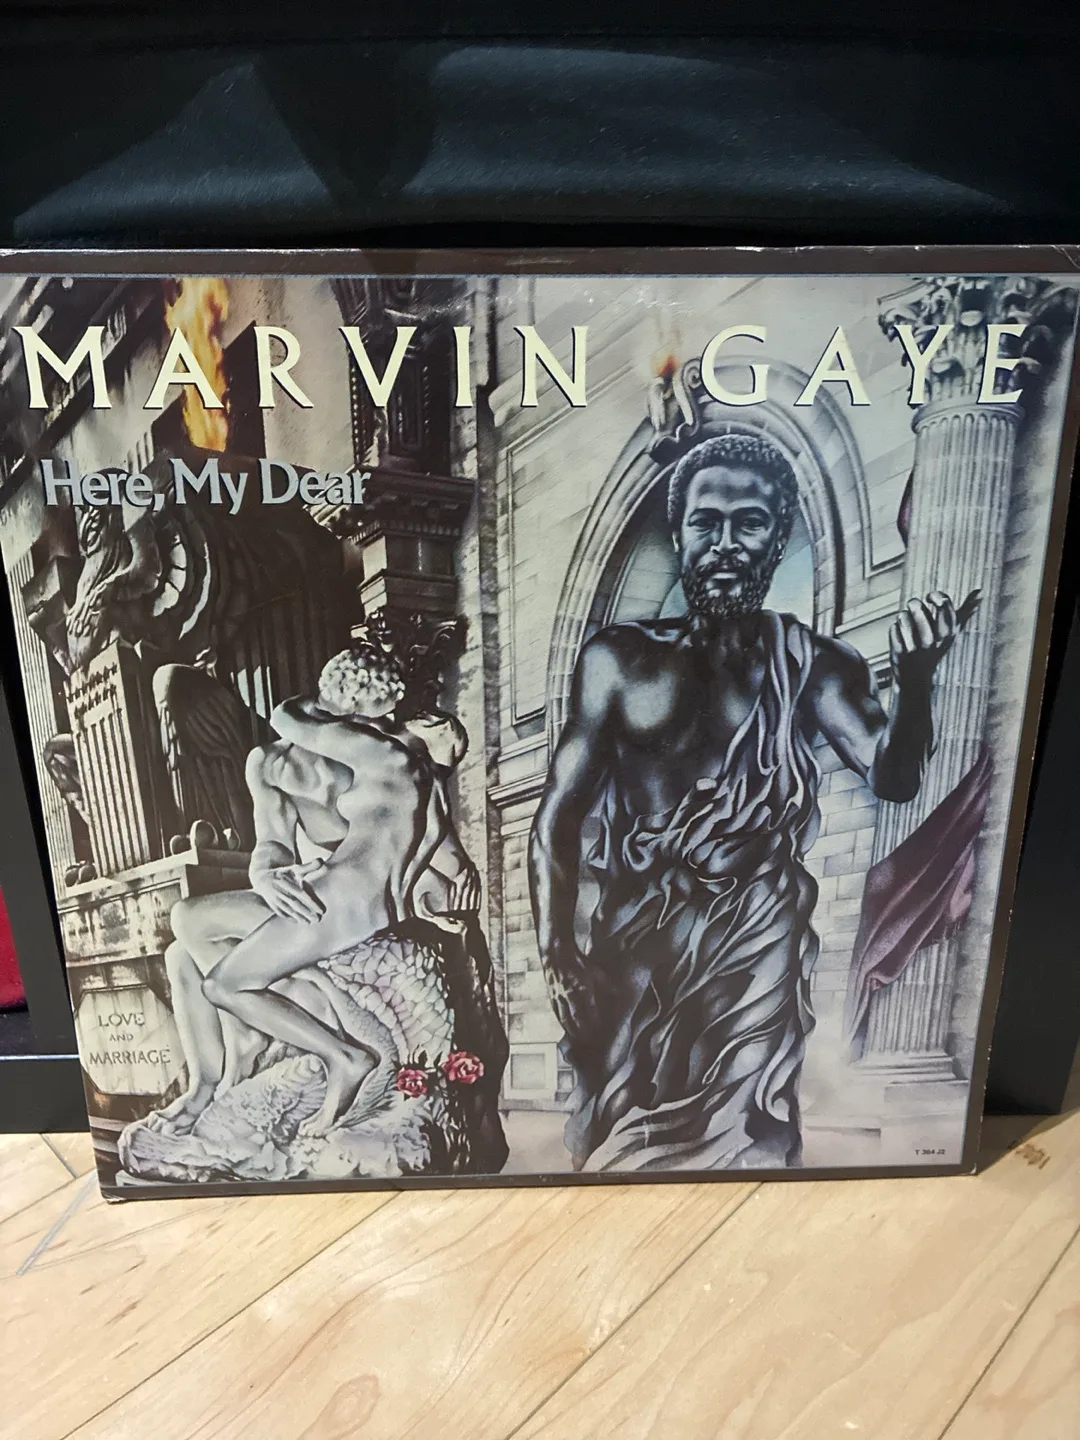 MARVIN GAYE
Here, My Dear
LOVE
AND
MARRIAGE
T 364 J2